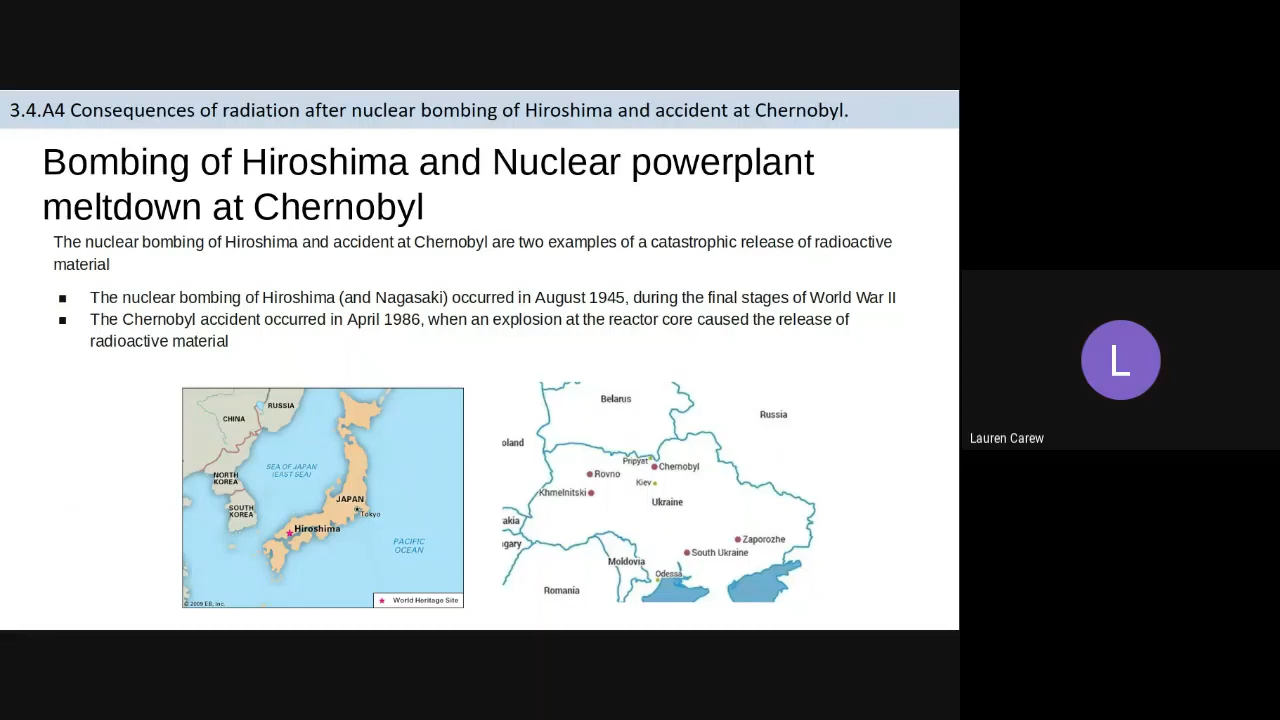 3.4.A4 Consequences of radiation after nuclear bombing of Hiroshima and accident at Chernobyl.
Bombing of Hiroshima and Nuclear powerplant
meltdown at Chernobyl
The nuclear bombing of Hiroshima and accident at Chernobyl are two examples of a catastrophic release of radioactive
material
■ The nuclear bombing of Hiroshima (and Nagasaki) occurred in August 1945, during the final stages of World War II
■ The Chernobyl accident occurred in April 1986, when an explosion at the reactor core caused the release of
radioactive material
RUSSIA
CHINA
SEA OF JAPAN
(EAST SEA)
NORTH
KOREA
JAPAN
SOUTH
KOREA
Tokyo
Hiroshima
PACIFIC
OCEAN
World Heritage Site
© 2009 EB, Inc.
Belarus
Russia
oland
Pripyat
Chernobyl
Rovno
Kiev
Khmelnitski
Ukraine
akia
Zaporozhe
gary
South Ukraine
Moldovia
Odessa
Romania
L
Lauren Carew